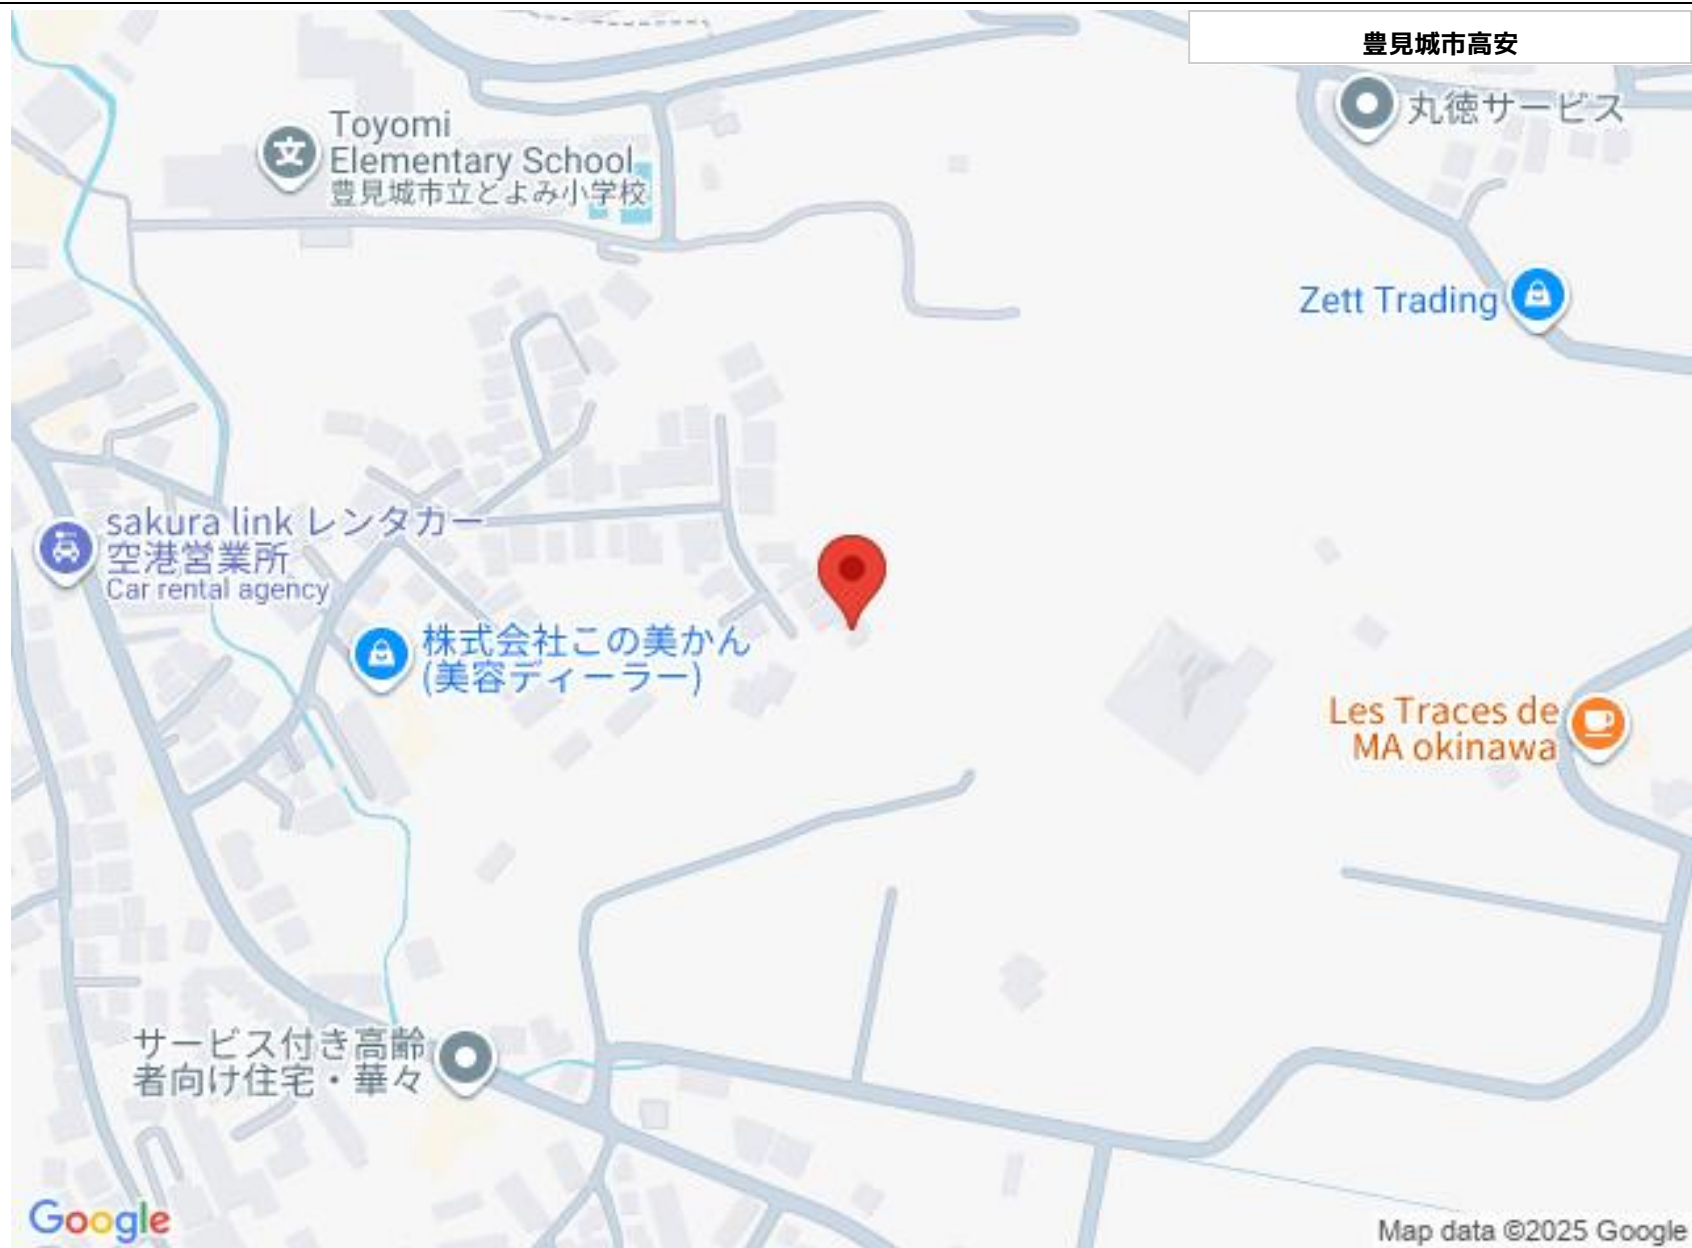 豊見城市高安
丸徳サービス
Toyomi
Elementary School
豊見城市立とよみ小学校
文
Zett Trading
sakura link レンタカー
空港営業所
Car rental agency
株式会社この美かん
(美容ディーラー)
Les Traces de
MA okinawa
サービス付き高齢
者向け住宅・華々
Google
Map data ©2025 Google